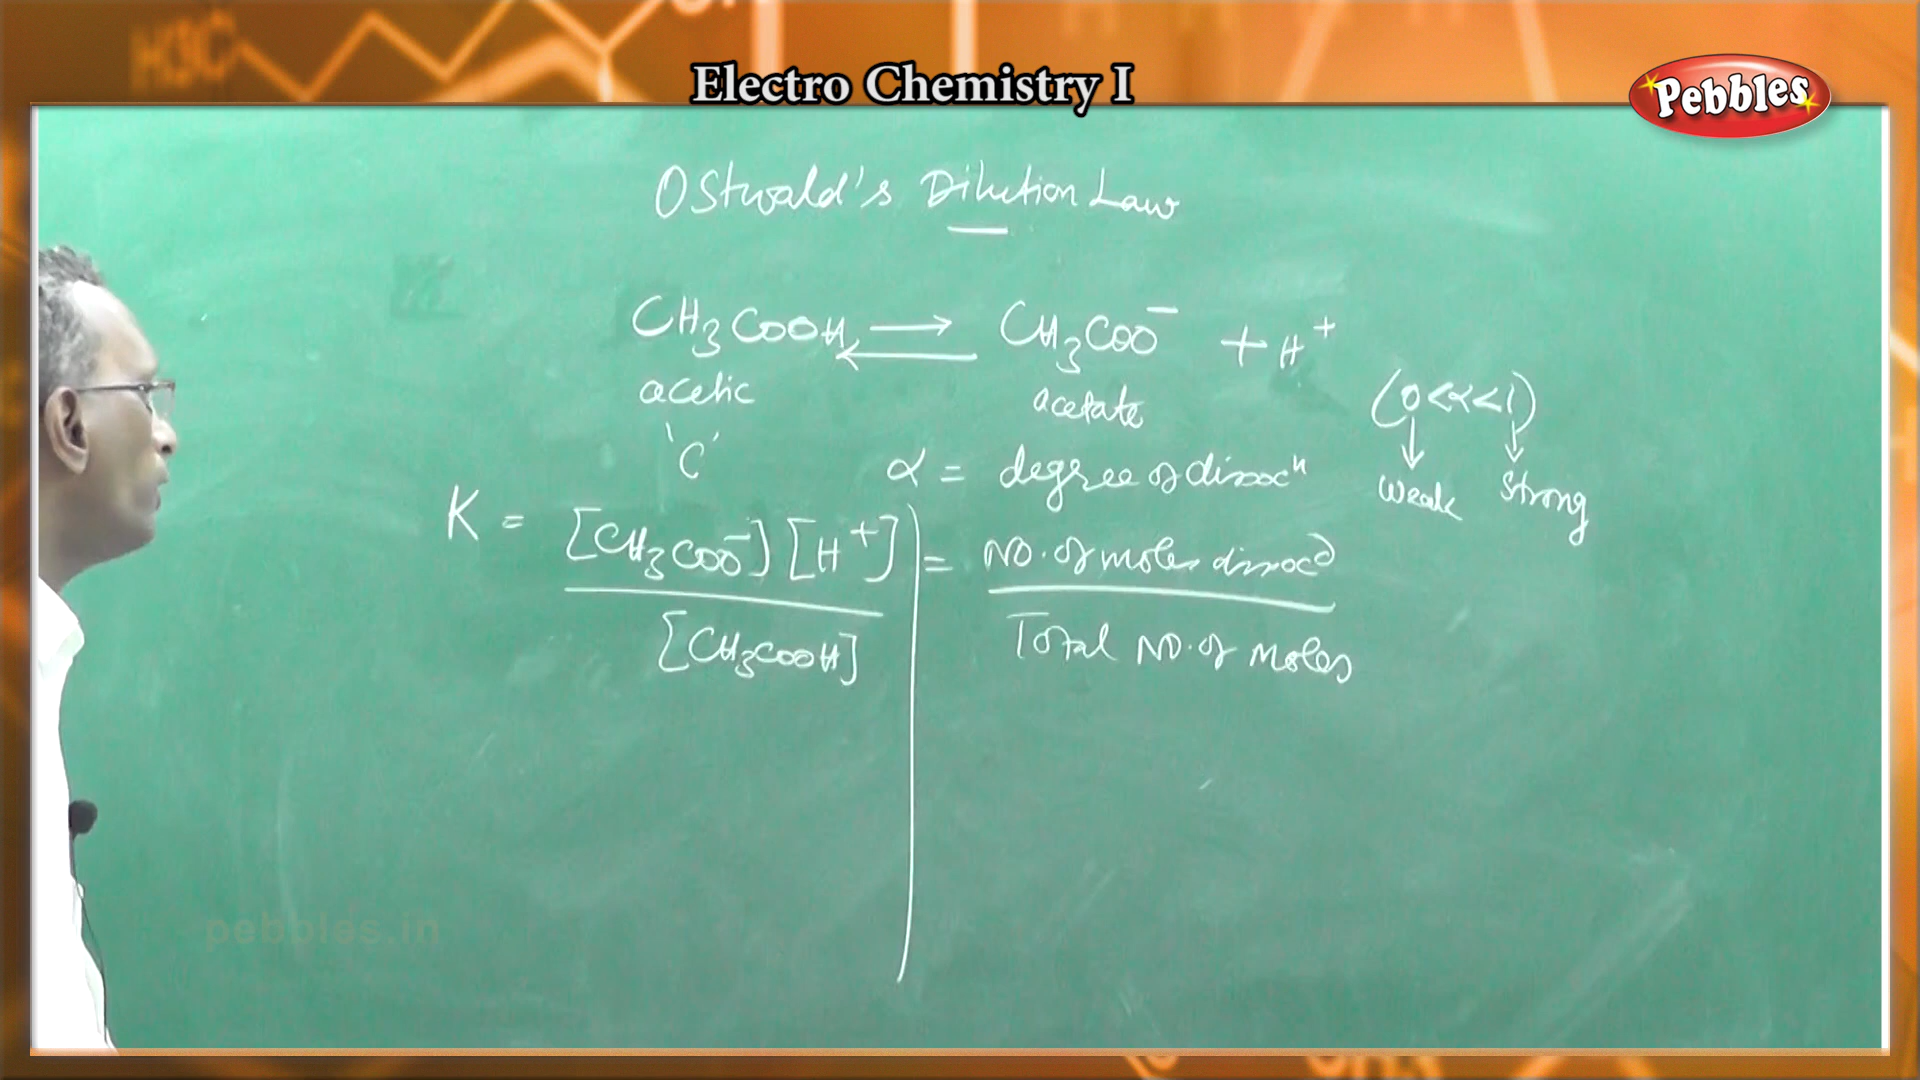 H3C
Electro Chemistry I
Pebbles
Ostwald's Dilution Law
CH3COOH ⇌ CH3COO⁻ + H⁺
acetic acetate
(0<α<1)
Weak Strong
'C'
α = degree of dissocⁿ
K = [CH3COO⁻] [H⁺] / [CH3COOH]
= NO. of moles dissocd / Total NO. of moles
pebbles.in